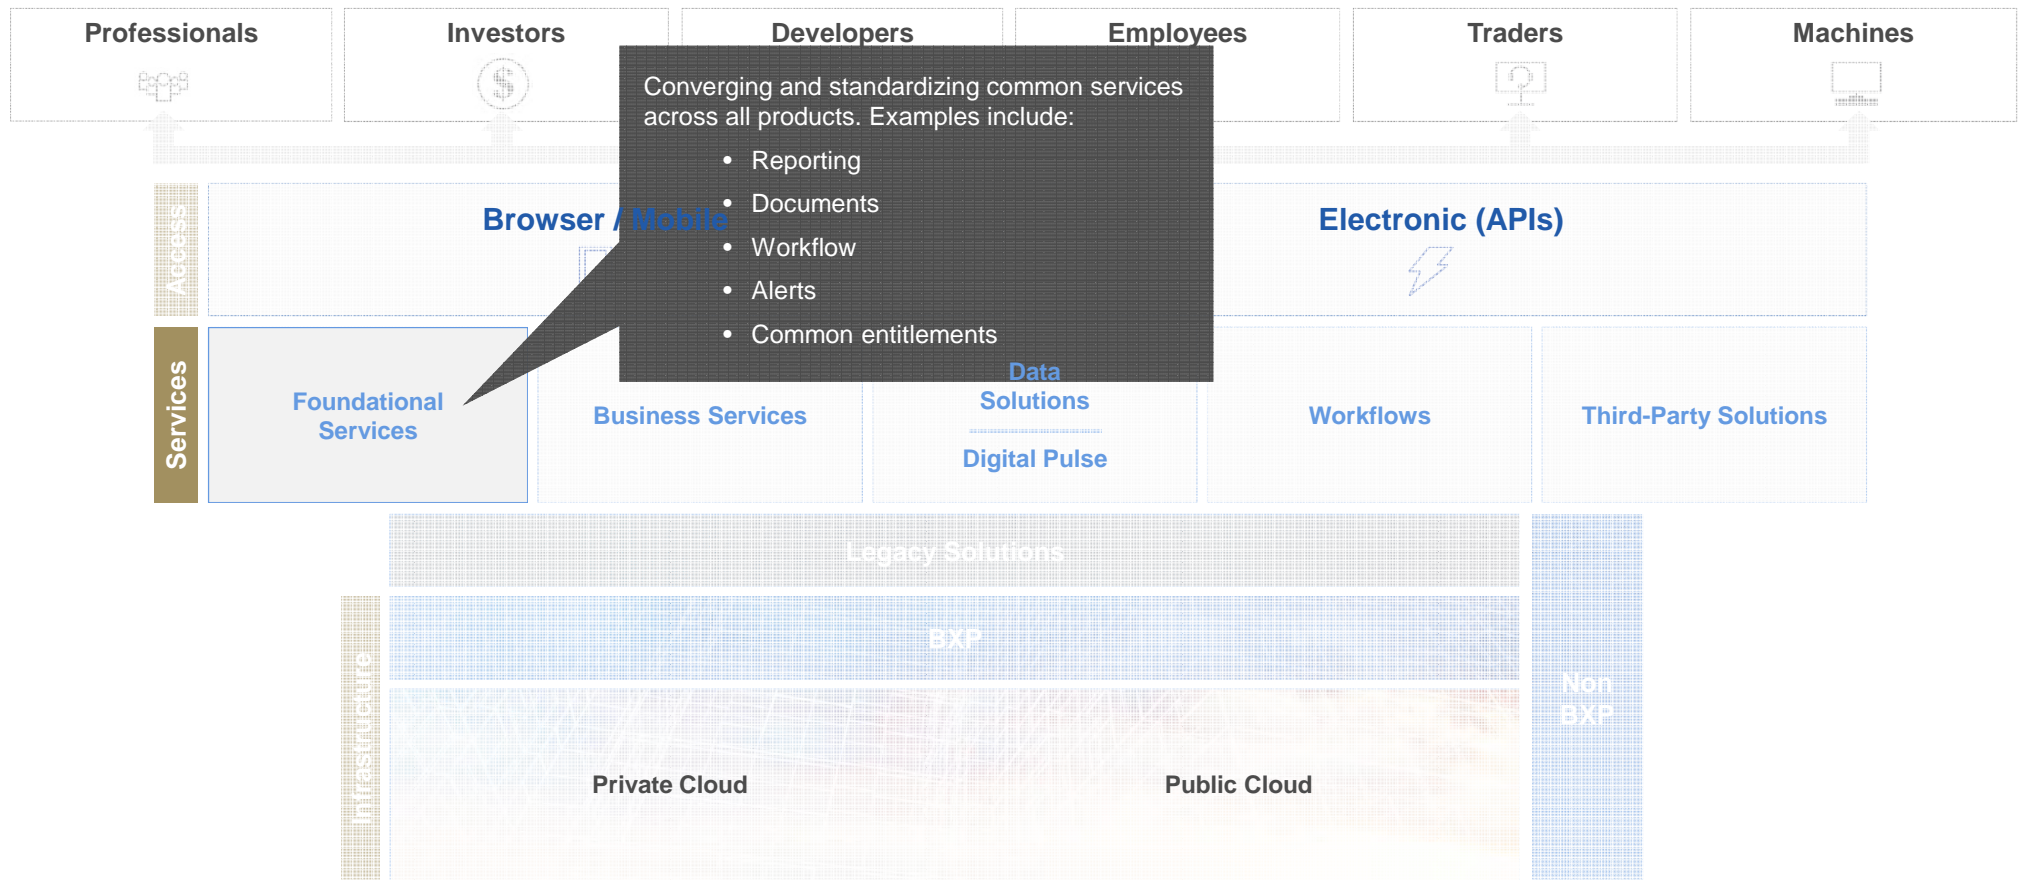 Professionals
Investors
Developers
Employees
Traders
Machines
Converging and standardizing common services
across all products. Examples include:
• Reporting
• Documents
• Workflow
• Alerts
• Common entitlements
Access
Browser / Mobile
Electronic (APIs)
Services
Foundational
Services
Business Services
Data
Solutions
Digital Pulse
Workflows
Third-Party Solutions
Legacy Solutions
Infrastructure
BXP
Non
BXP
Private Cloud
Public Cloud